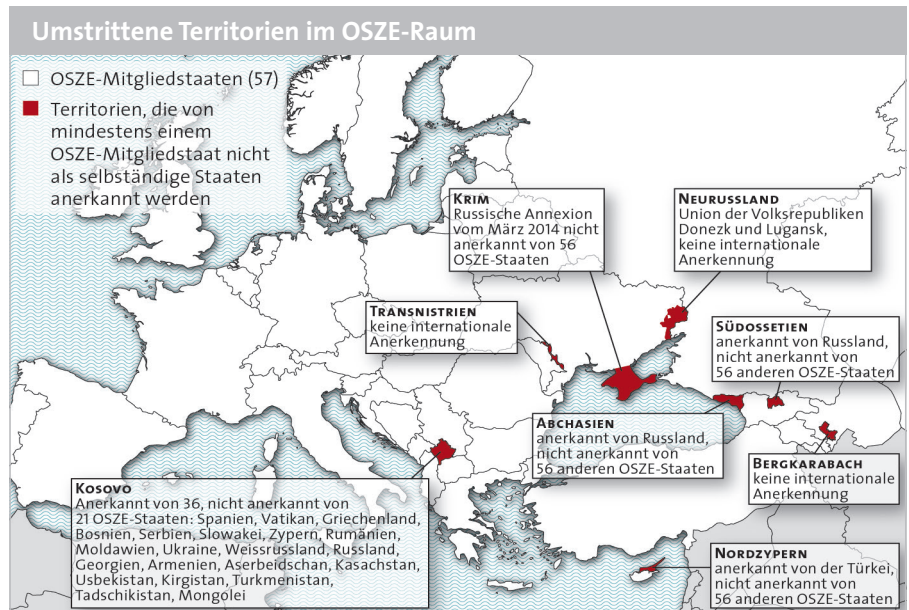 Umstrittene Territorien im OSZE-Raum
OSZE-Mitgliedstaaten (57)
Territorien, die von
mindestens einem
OSZE-Mitgliedstaat nicht
als selbständige Staaten
anerkannt werden
KRIM
Russische Annexion
vom März 2014 nicht
anerkannt von 56
OSZE-Staaten
NEURUSSLAND
Union der Volksrepubliken
Donezk und Lugansk,
keine internationale
Anerkennung
TRANSNISTRIEN
keine internationale
Anerkennung
SÜDOSSETIEN
anerkannt von Russland,
nicht anerkannt von
56 anderen OSZE-Staaten
ABCHASIEN
anerkannt von Russland,
nicht anerkannt von
56 anderen OSZE-Staaten
BERGKARABACH
keine internationale
Anerkennung
KOSOVO
Anerkannt von 36, nicht anerkannt von
21 OSZE-Staaten: Spanien, Vatikan, Griechenland,
Bosnien, Serbien, Slowakei, Zypern, Rumänien,
Moldawien, Ukraine, Weissrussland, Russland,
Georgien, Armenien, Aserbeidschan, Kasachstan,
Usbekistan, Kirgistan, Turkmenistan,
Tadschikistan, Mongolei
NORDZYPERN
anerkannt von der Türkei,
nicht anerkannt von
56 anderen OSZE-Staaten